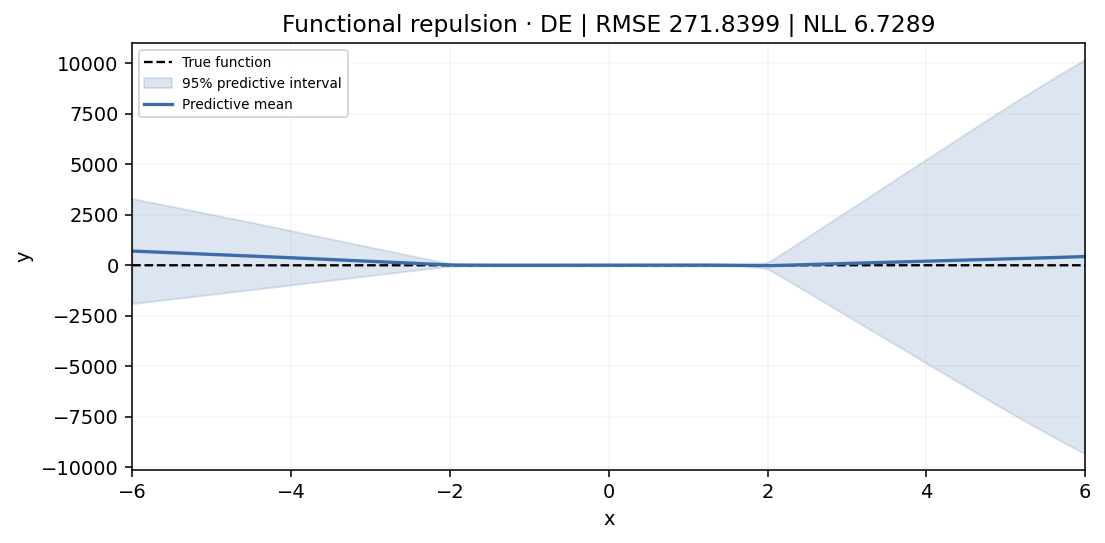 Functional repulsion · DE | RMSE 271.8399 | NLL 6.7289
True function
95% predictive interval
Predictive mean
10000
7500
5000
2500
0
−2500
−5000
−7500
−10000
y
−6 −4 −2 0 2 4 6
x